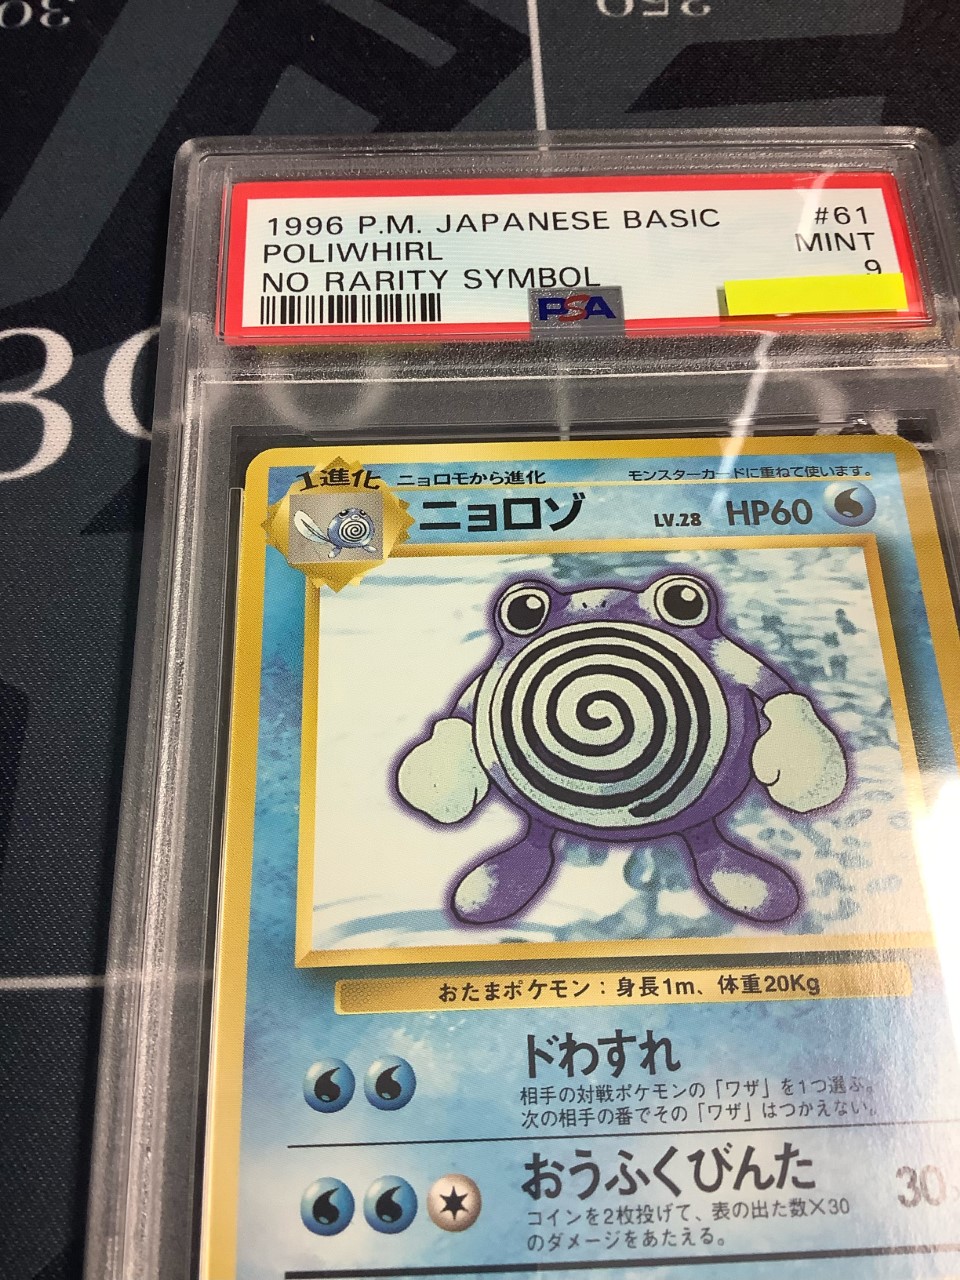 250
1996 P.M. JAPANESE BASIC #61
POLIWHIRL MINT
NO RARITY SYMBOL 9
PSA
1進化 ニョロモから進化 モンスターカードに重ねて使います。
ニョロゾ LV.28 HP60
おたまポケモン：身長1m、体重20Kg
ドわすれ
相手の対戦ポケモンの「ワザ」を1つ選ぶ。
次の相手の番でその「ワザ」はつかえない。
おうふくびんた 30×
コインを2枚投げて、表の出た数×30
のダメージをあたえる。